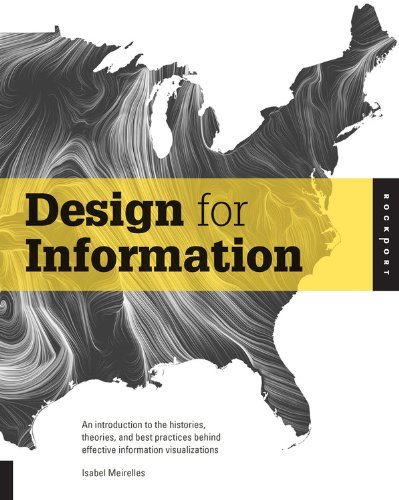 Design for
Information
ROCKPORT
An introduction to the histories,
theories, and best practices behind
effective information visualizations
Isabel Meirelles